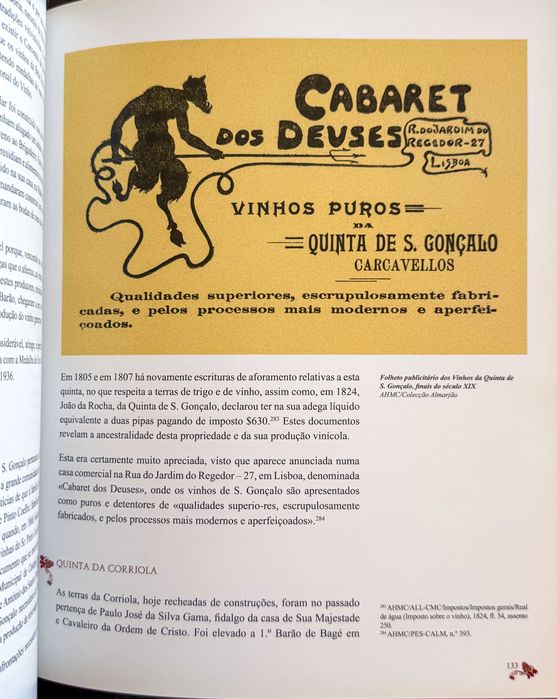 CABARET
DOS DEUSES
R. DO JARDIM DO
REGEDOR-27
LISBOA
VINHOS PUROS
DA
QUINTA DE S. GONÇALO
CARCAVELLOS
Qualidades superiores, escrupulosamente fabri-
cadas, e pelos processos mais modernos e aperfei-
çoados.
Folheto publicitário dos Vinhos da Quinta de
S. Gonçalo, finais do século XIX
AHMC/Colecção Almarjão
Em 1805 e em 1807 há novamente escrituras de aforamento relativas a esta
quinta, no que respeita a terras de trigo e de vinho, assim como, em 1824,
João da Rocha, da Quinta de S. Gonçalo, declarou ter na sua adega líquido
equivalente a duas pipas pagando de imposto $630.283 Estes documentos
revelam a ancestralidade desta propriedade e da sua produção vinícola.
Esta era certamente muito apreciada, visto que aparece anunciada numa
casa comercial na Rua do Jardim do Regedor – 27, em Lisboa, denominada
«Cabaret dos Deuses», onde os vinhos de S. Gonçalo são apresentados
como puros e detentores de «qualidades superio-res, escrupulosamente
fabricados, e pelos processos mais modernos e aperfeiçoados».284
QUINTA DA CORRIOLA
As terras da Corriola, hoje recheadas de construções, foram no passado
pertença de Paulo José da Silva Gama, fidalgo da casa de Sua Majestade
e Cavaleiro da Ordem de Cristo. Foi elevado a 1.º Barão de Bagé em
283 AHMC/ALL-CMC/Impostos/Impostos gerais/Real
de água (Imposto sobre o vinho), 1824, fl. 34, assento
250.
284 AHMC/PES-CALM, n.º 393.
133